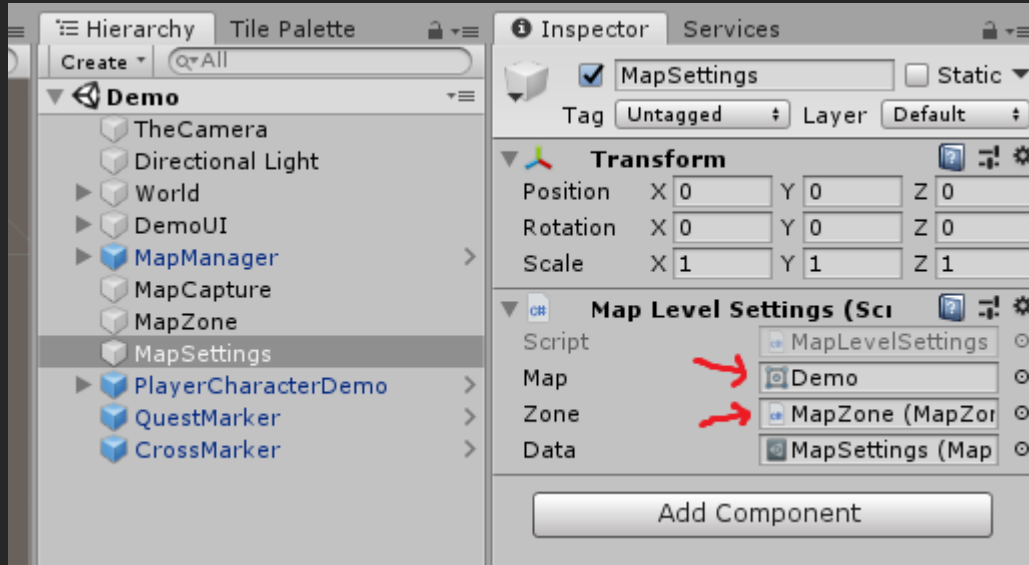 Hierarchy
Tile Palette
Create
All
Demo
TheCamera
Directional Light
World
DemoUI
MapManager
MapCapture
MapZone
MapSettings
PlayerCharacterDemo
QuestMarker
CrossMarker
Inspector
Services
MapSettings
Static
Tag Untagged Layer Default
Transform
Position X 0 Y 0 Z 0
Rotation X 0 Y 0 Z 0
Scale X 1 Y 1 Z 1
c# Map Level Settings (Scr
Script MapLevelSettings
Map Demo
Zone MapZone (MapZor
Data MapSettings (Map
Add Component